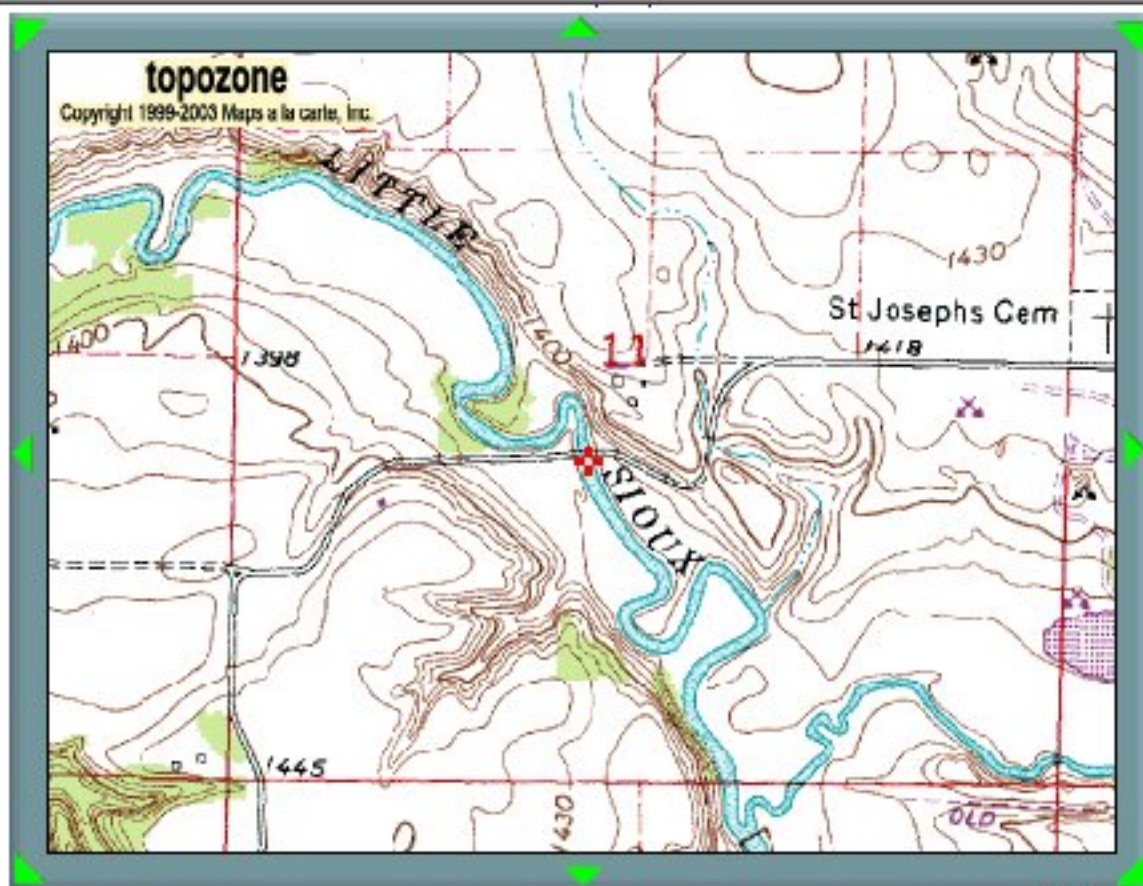 topozone
Copyright 1999-2003 Maps a la carte, Inc.
LITTLE
1430
St Josephs Cem
1400
1398
1400
11
1418
SIOUX
1445
1430
OLD